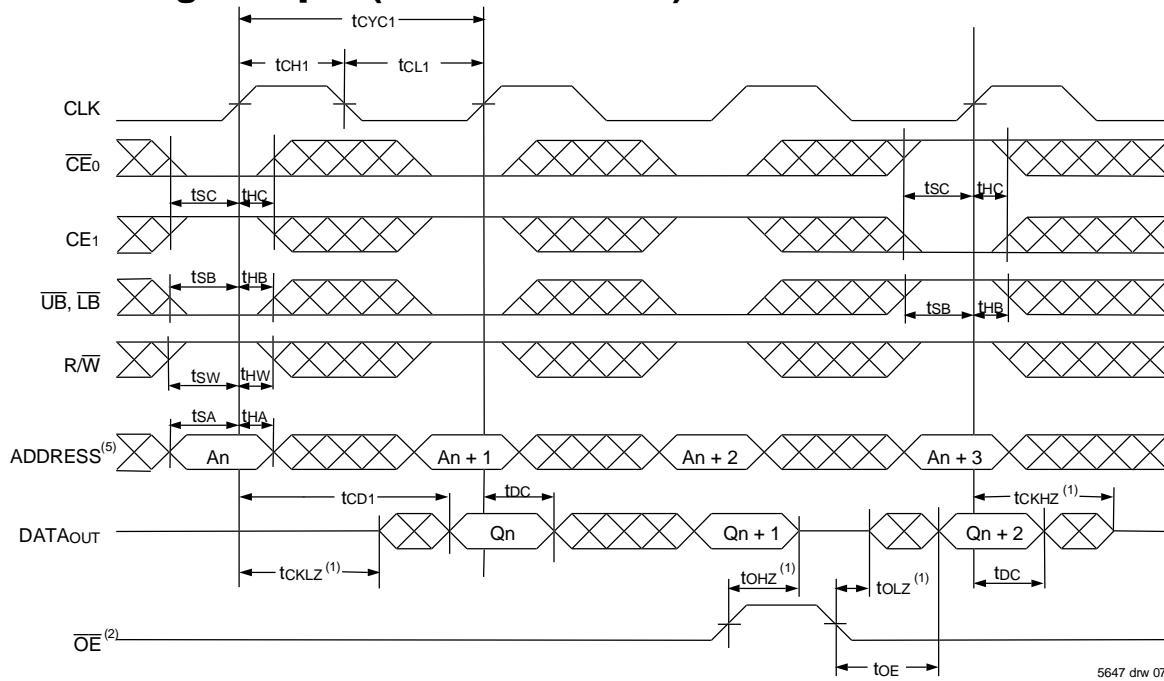 tCYC1
tCH1
tCL1
CLK
CE0
tSC
tHC
tSC
tHC
CE1
tSB
tHB
UB, LB
tSB
tHB
R/W
tSW
tHW
tSA
tHA
ADDRESS(5)
An
An + 1
An + 2
An + 3
tCD1
tDC
tCKHZ(1)
DATAOUT
Qn
Qn + 1
Qn + 2
tCKLZ(1)
tOHZ(1)
tOLZ(1)
tDC
OE(2)
tOE
5647 drw 07